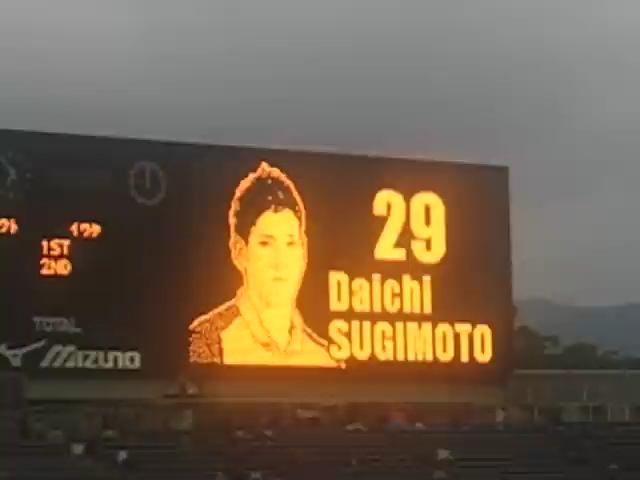 29
Daichi
SUGIMOTO
1ST
2ND
TOTAL
MIZUNO